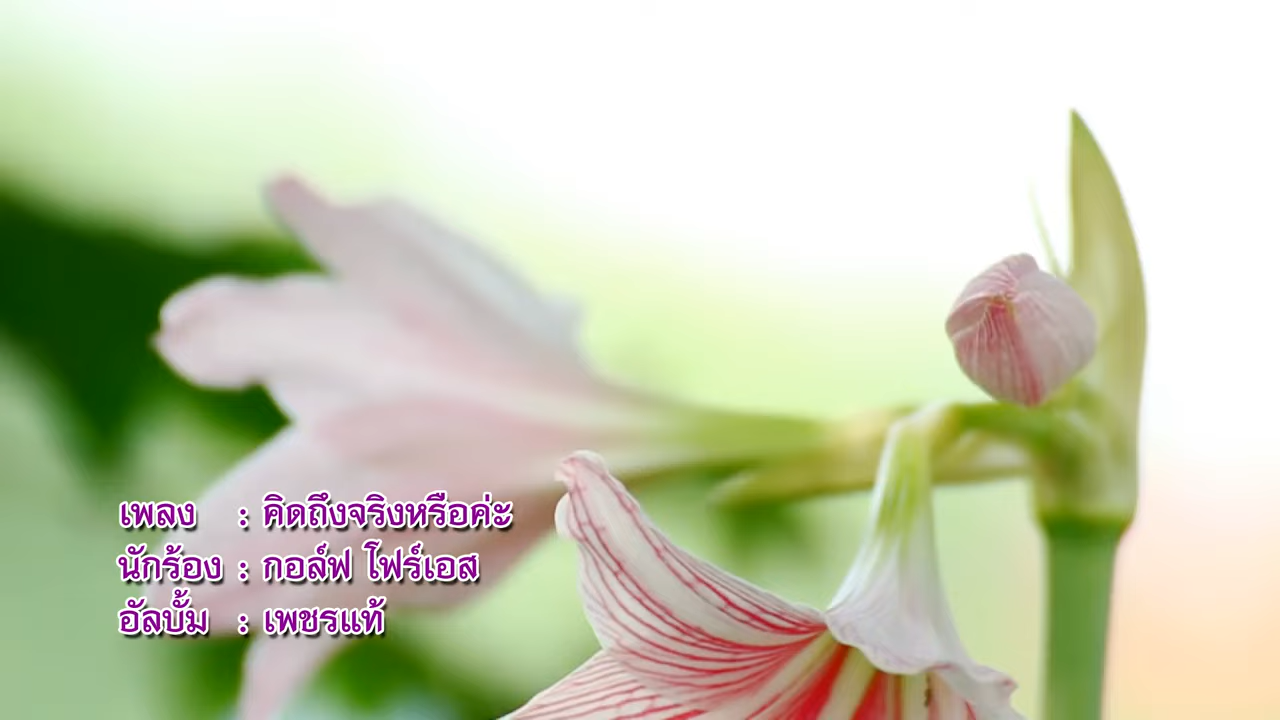 เพลง : คิดถึงจริงหรือค่ะ
นักร้อง : กอล์ฟ โฟร์เอส
อัลบั้ม : เพชรแท้